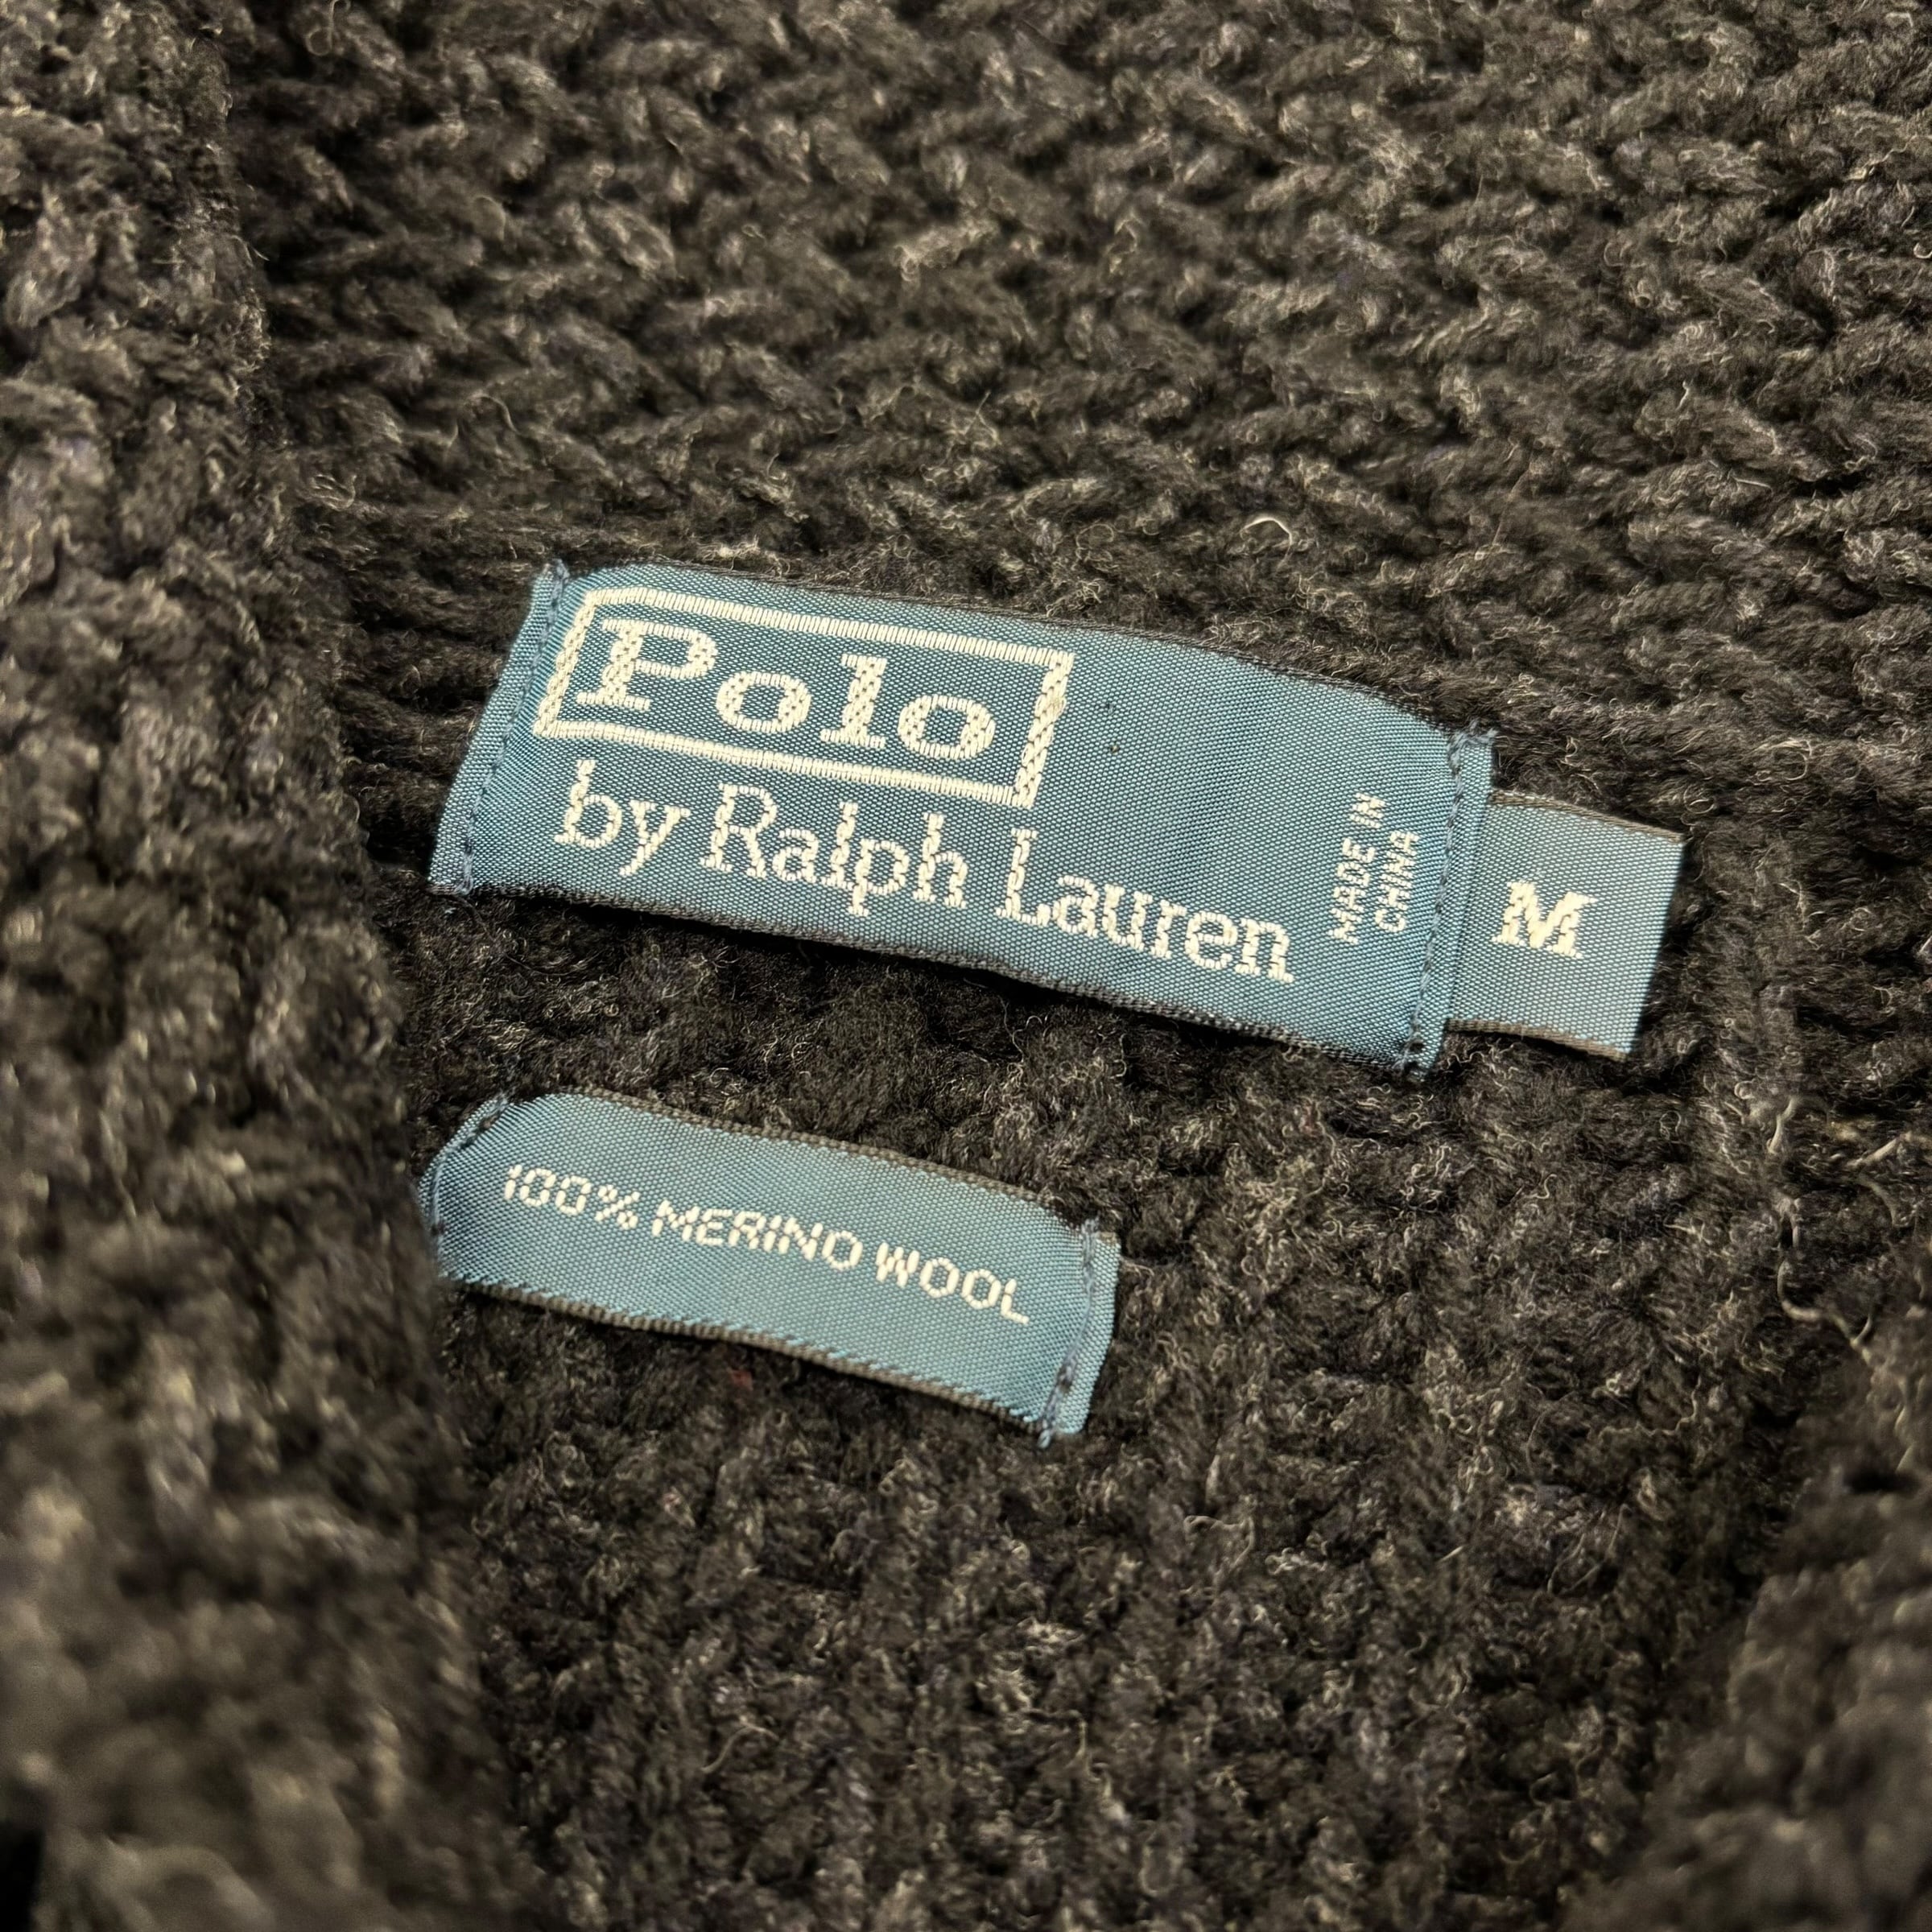 Polo
by Ralph Lauren
MADE IN
CHINA
M
100% MERINO WOOL